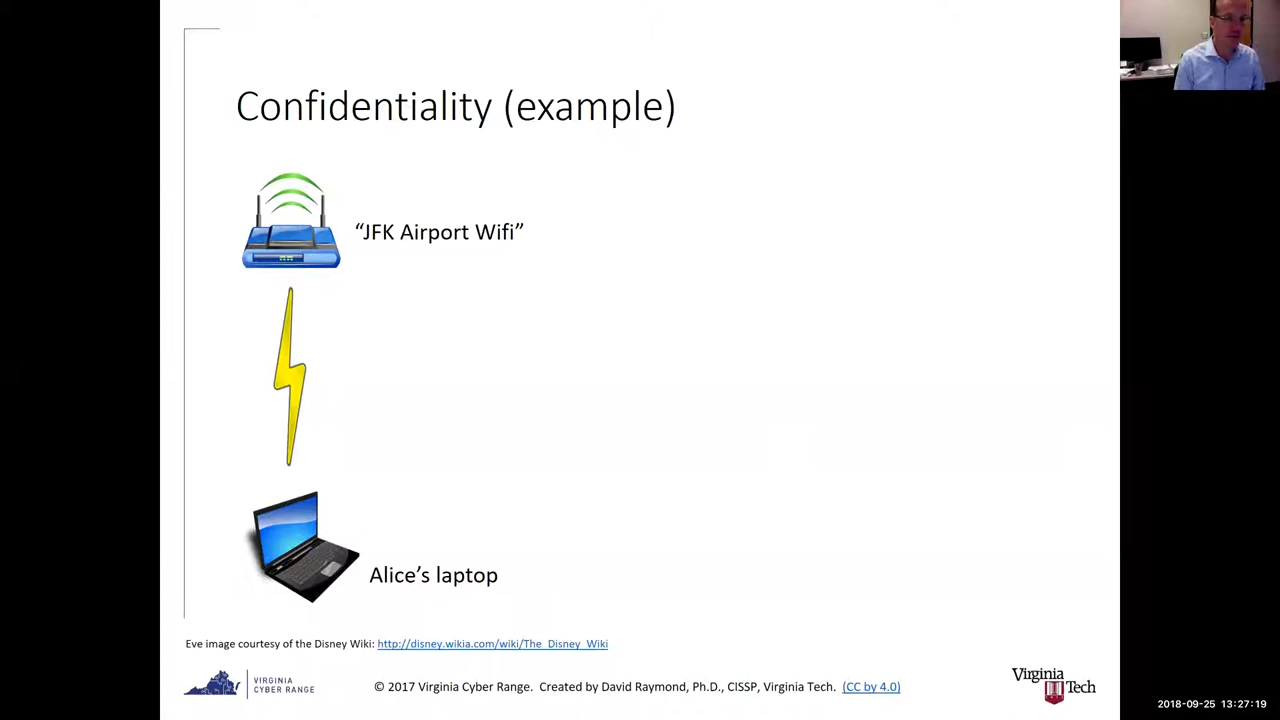 Confidentiality (example)
“JFK Airport Wifi”
Alice’s laptop
Eve image courtesy of the Disney Wiki: http://disney.wikia.com/wiki/The_Disney_Wiki
VIRGINIA
CYBER RANGE
© 2017 Virginia Cyber Range. Created by David Raymond, Ph.D., CISSP, Virginia Tech. (CC by 4.0)
Virginia
Tech
2018-09-25 13:27:19